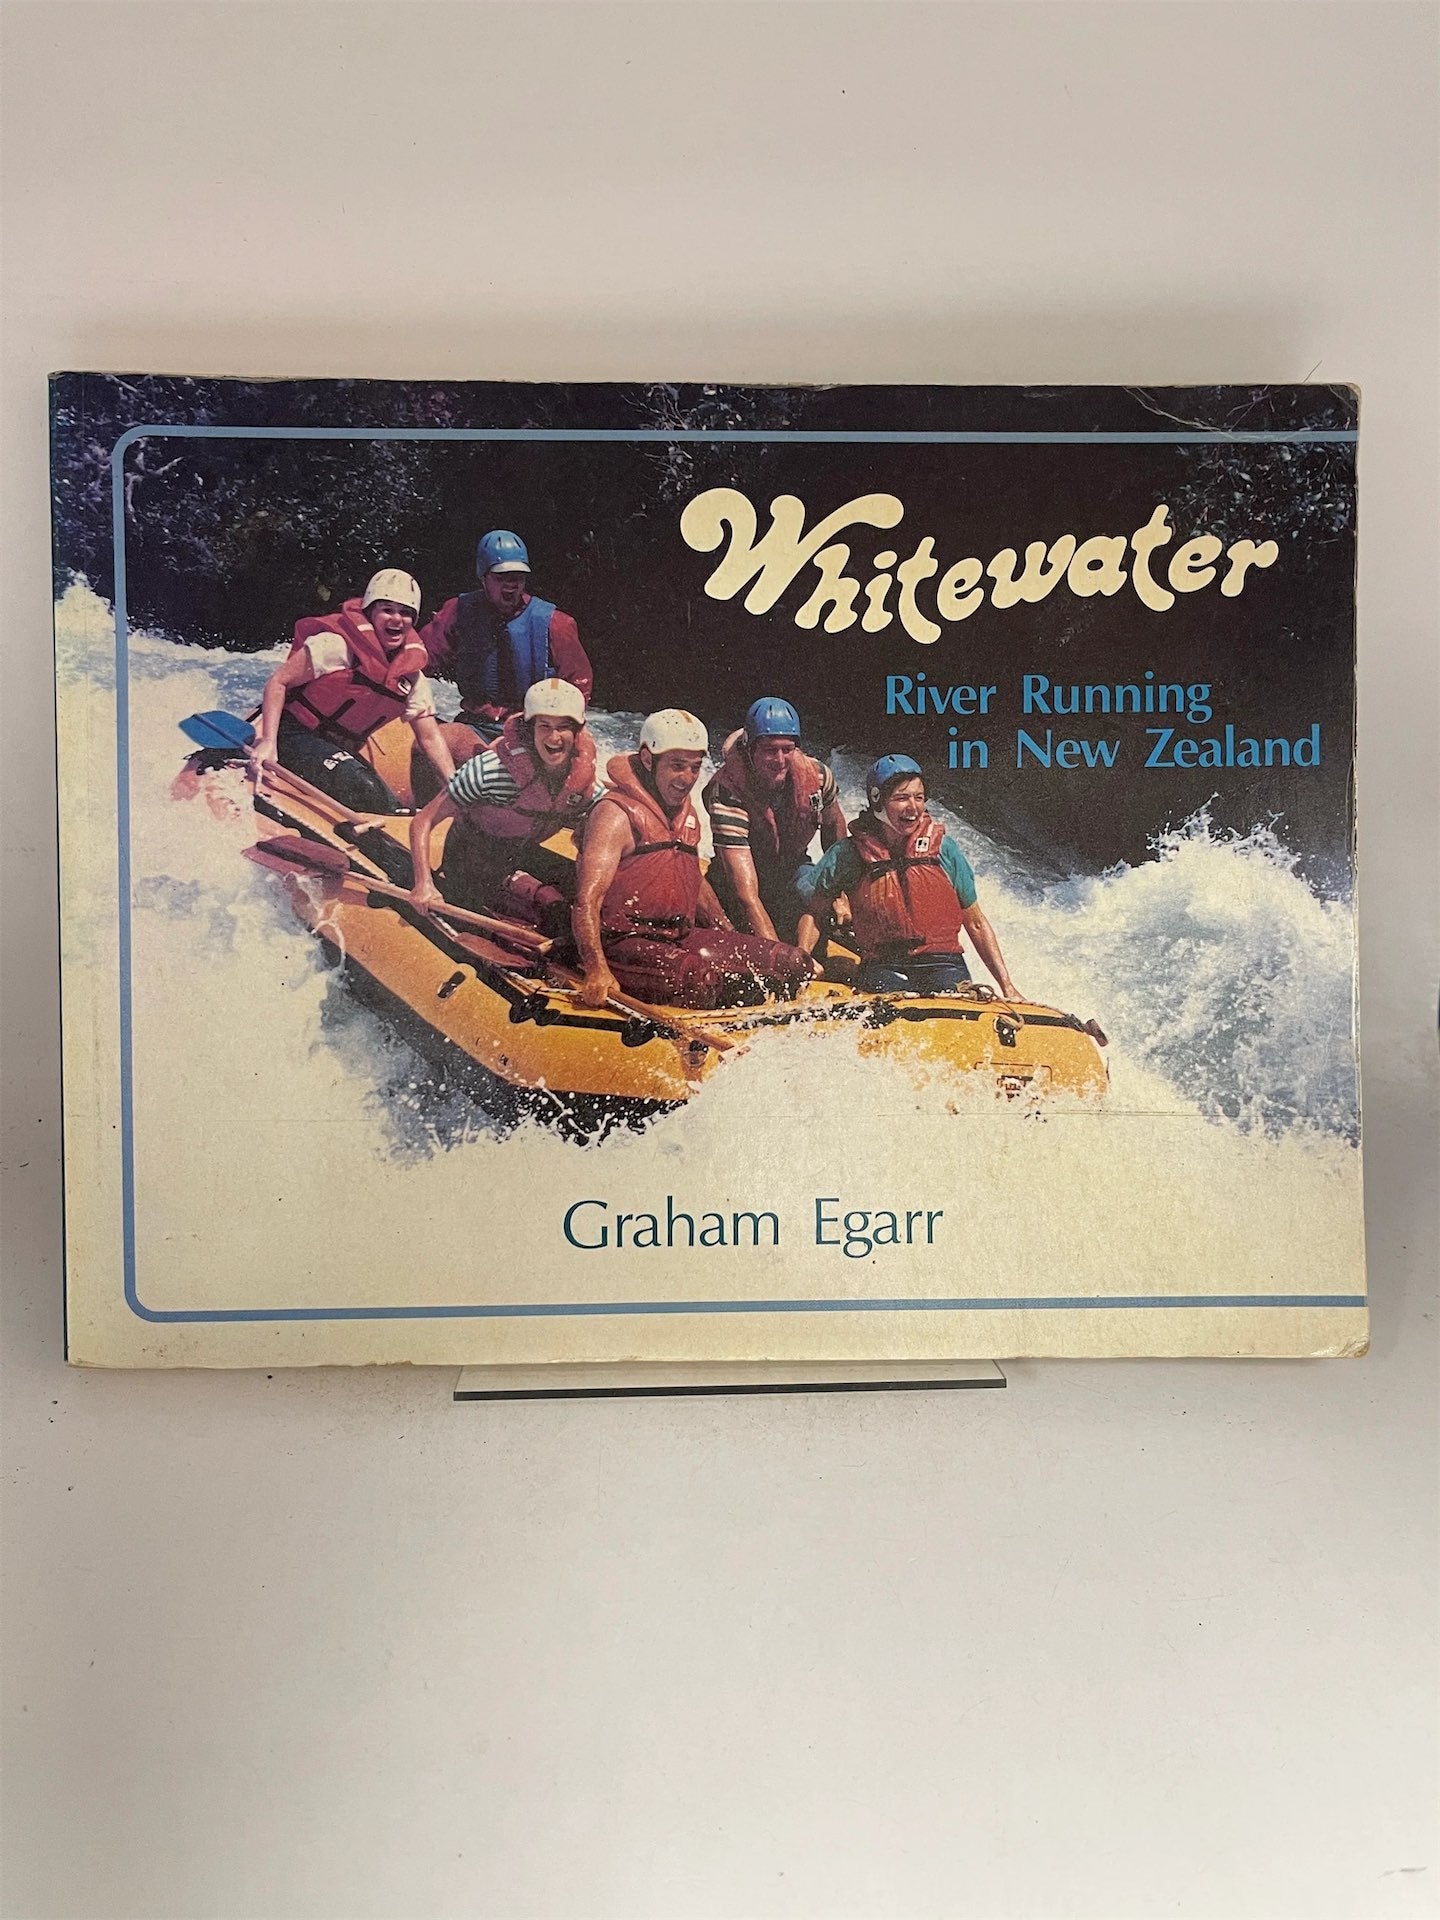 Whitewater
River Running
in New Zealand
Graham Egarr